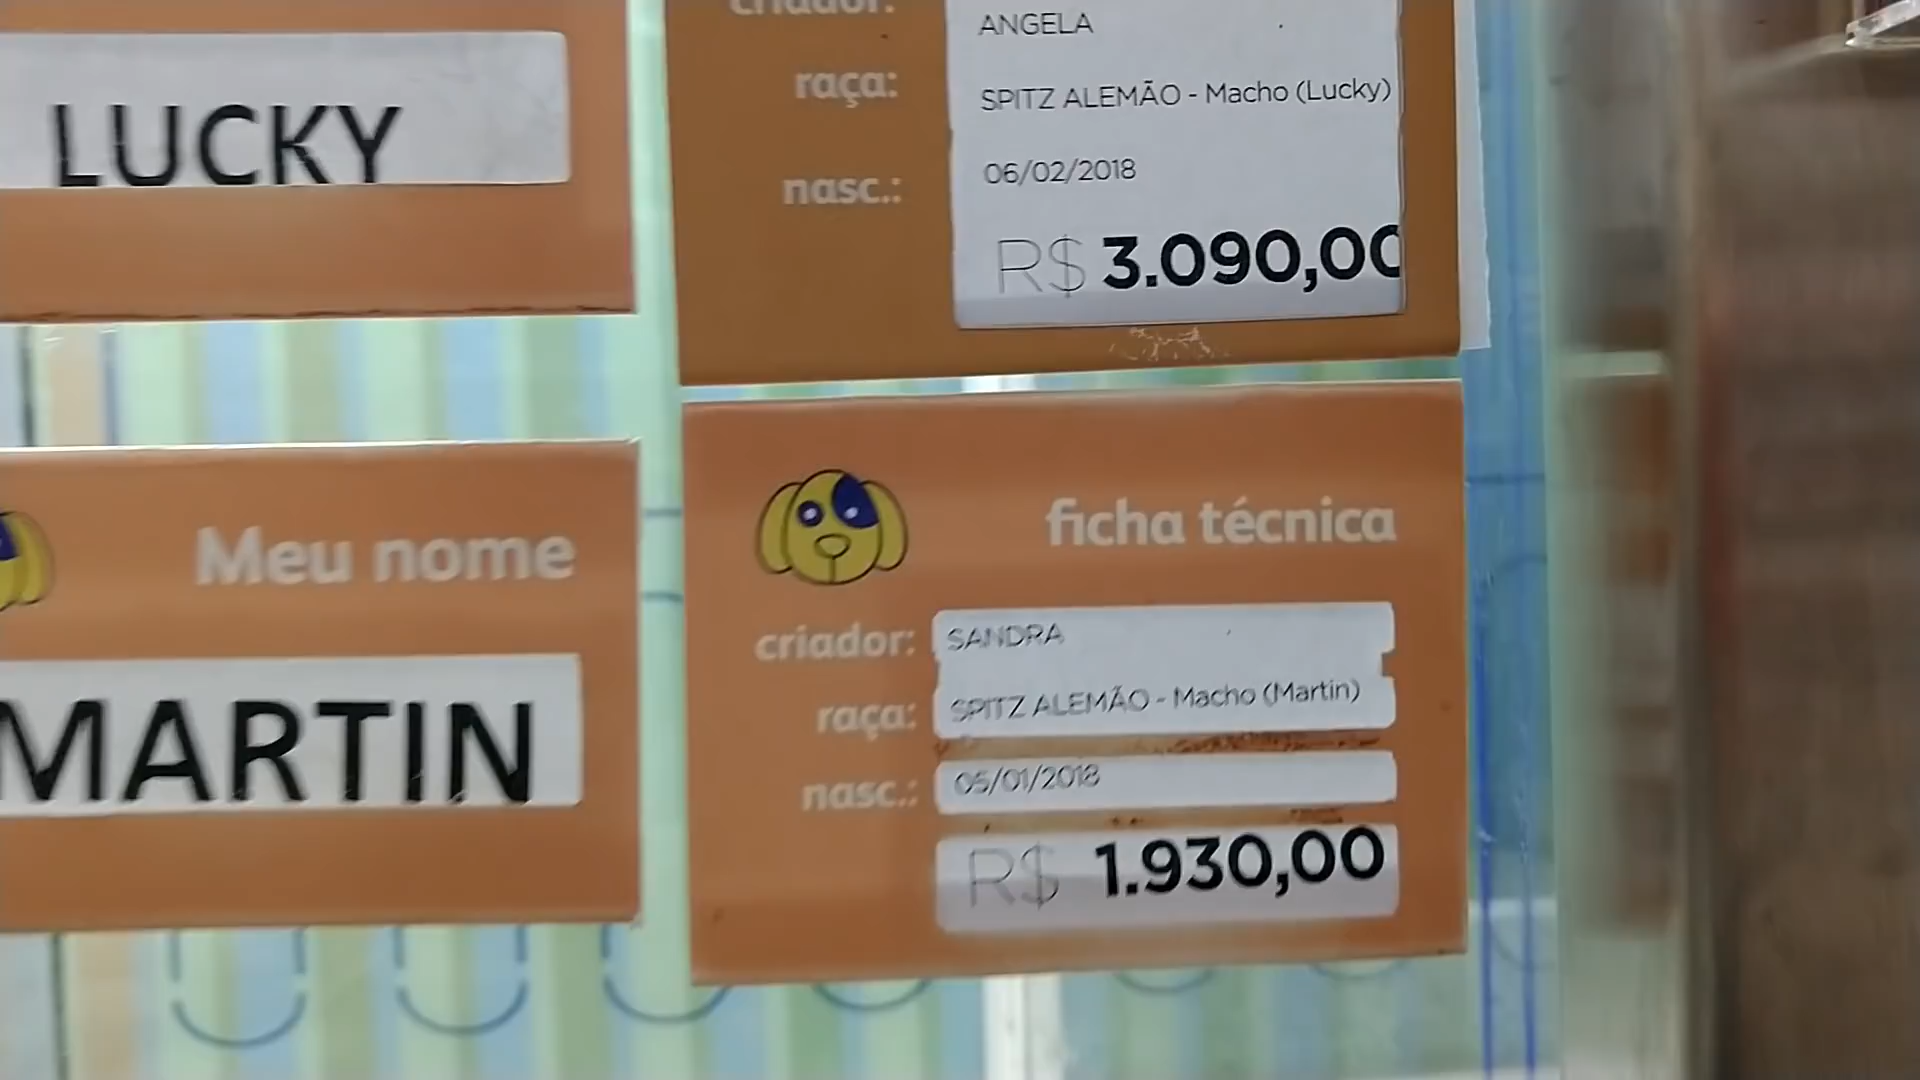 LUCKY
criador:
ANGELA
raça:
SPITZ ALEMÃO - Macho (Lucky)
nasc.:
06/02/2018
R$ 3.090,00
Meu nome
MARTIN
ficha técnica
criador: SANDRA
raça: SPITZ ALEMÃO - Macho (Martin)
nasc.: 05/01/2018
R$ 1.930,00